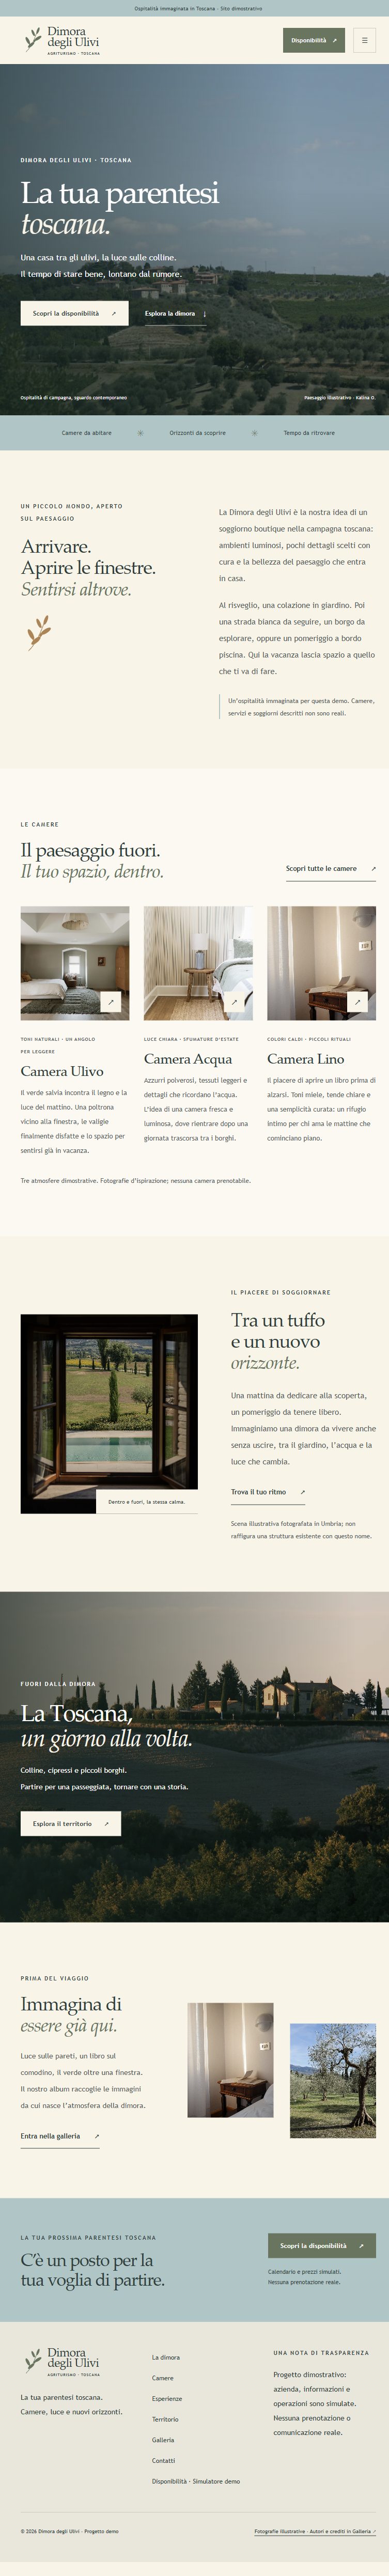 Ospitalità immaginata in Toscana · Sito dimostrativo
Dimora
degli Ulivi
AGRITURISMO · TOSCANA
Disponibilità ↗
DIMORA DEGLI ULIVI · TOSCANA
La tua parentesi
toscana.
Una casa tra gli ulivi, la luce sulle colline.
Il tempo di stare bene, lontano dal rumore.
Scopri la disponibilità ↗
Esplora la dimora ↓
Ospitalità di campagna, sguardo contemporaneo
Paesaggio illustrativo · Kalina O.
Camere da abitare
Orizzonti da scoprire
Tempo da ritrovare
UN PICCOLO MONDO, APERTO
SUL PAESAGGIO
Arrivare.
Aprire le finestre.
Sentirsi altrove.
La Dimora degli Ulivi è la nostra idea di un
soggiorno boutique nella campagna toscana:
ambienti luminosi, pochi dettagli scelti con
cura e la bellezza del paesaggio che entra
in casa.
Al risveglio, una colazione in giardino. Poi
una strada bianca da seguire, un borgo da
esplorare, oppure un pomeriggio a bordo
piscina. Qui la vacanza lascia spazio a quello
che ti va di fare.
Un'ospitalità immaginata per questa demo. Camere,
servizi e soggiorni descritti non sono reali.
LE CAMERE
Il paesaggio fuori.
Il tuo spazio, dentro.
Scopri tutte le camere ↗
TONI NATURALI · UN ANGOLO
PER LEGGERE
Camera Ulivo
Il verde salvia incontra il legno e la
luce del mattino. Una poltrona
vicino alla finestra, le valigie
finalmente disfatte e lo spazio per
sentirsi già in vacanza.
LUCE CHIARA · SFUMATURE D'ESTATE
Camera Acqua
Azzurri polverosi, tessuti leggeri e
dettagli che ricordano l'acqua.
L'idea di una camera fresca e
luminosa, dove rientrare dopo una
giornata trascorsa tra i borghi.
COLORI CALDI · PICCOLI RITUALI
Camera Lino
Il piacere di aprire un libro prima di
alzarsi. Toni miele, tende chiare e
una semplicità curata: un rifugio
intimo per chi ama le mattine che
cominciano piano.
Tre atmosfere dimostrative. Fotografie d'ispirazione; nessuna camera prenotabile.
IL PIACERE DI SOGGIORNARE
Tra un tuffo
e un nuovo
orizzonte.
Una mattina da dedicare alla scoperta,
un pomeriggio da tenere libero.
Immaginiamo una dimora da vivere anche
senza uscire, tra il giardino, l'acqua e la
luce che cambia.
Trova il tuo ritmo ↗
Dentro e fuori, la stessa calma.
Scena illustrativa fotografata in Umbria; non
raffigura una struttura esistente con questo nome.
FUORI DALLA DIMORA
La Toscana,
un giorno alla volta.
Colline, cipressi e piccoli borghi.
Partire per una passeggiata, tornare con una storia.
Esplora il territorio ↗
PRIMA DEL VIAGGIO
Immagina di
essere già qui.
Luce sulle pareti, un libro sul
comodino, il verde oltre una finestra.
Il nostro album raccoglie le immagini
da cui nasce l'atmosfera della dimora.
Entra nella galleria ↗
LA TUA PROSSIMA PARENTESI TOSCANA
C'è un posto per la
tua voglia di partire.
Scopri la disponibilità ↗
Calendario e prezzi simulati.
Nessuna prenotazione reale.
Dimora
degli Ulivi
AGRITURISMO · TOSCANA
La tua parentesi toscana.
Camere, luce e nuovi orizzonti.
La dimora
Camere
Esperienze
Territorio
Galleria
Contatti
Disponibilità · Simulatore demo
UNA NOTA DI TRASPARENZA
Progetto dimostrativo:
azienda, informazioni e
operazioni sono simulate.
Nessuna prenotazione o
comunicazione reale.
© 2026 Dimora degli Ulivi · Progetto demo
Fotografie illustrative · Autori e crediti in Galleria ↗